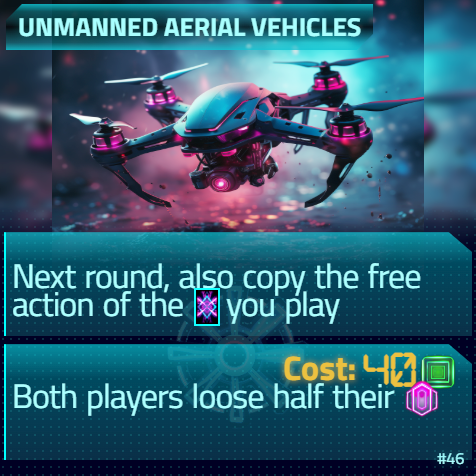 UNMANNED AERIAL VEHICLES
Next round, also copy the free
action of the you play
Cost: 40
Both players loose half their
#46